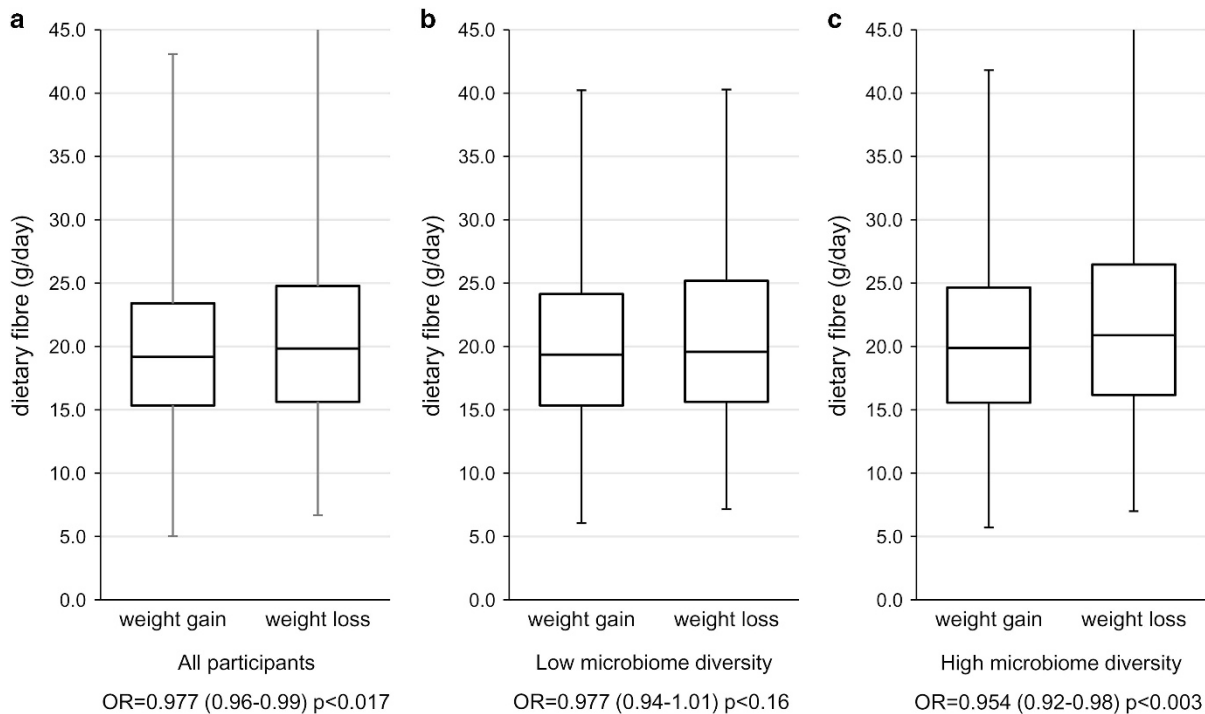 a
45.0
40.0
35.0
30.0
25.0
20.0
15.0
10.0
5.0
0.0
dietary fibre (g/day)
weight gain
weight loss
All participants
OR=0.977 (0.96-0.99) p<0.017
b
45.0
40.0
35.0
30.0
25.0
20.0
15.0
10.0
5.0
0.0
dietary fibre (g/day)
weight gain
weight loss
Low microbiome diversity
OR=0.977 (0.94-1.01) p<0.16
c
45.0
40.0
35.0
30.0
25.0
20.0
15.0
10.0
5.0
0.0
dietary fibre (g/day)
weight gain
weight loss
High microbiome diversity
OR=0.954 (0.92-0.98) p<0.003